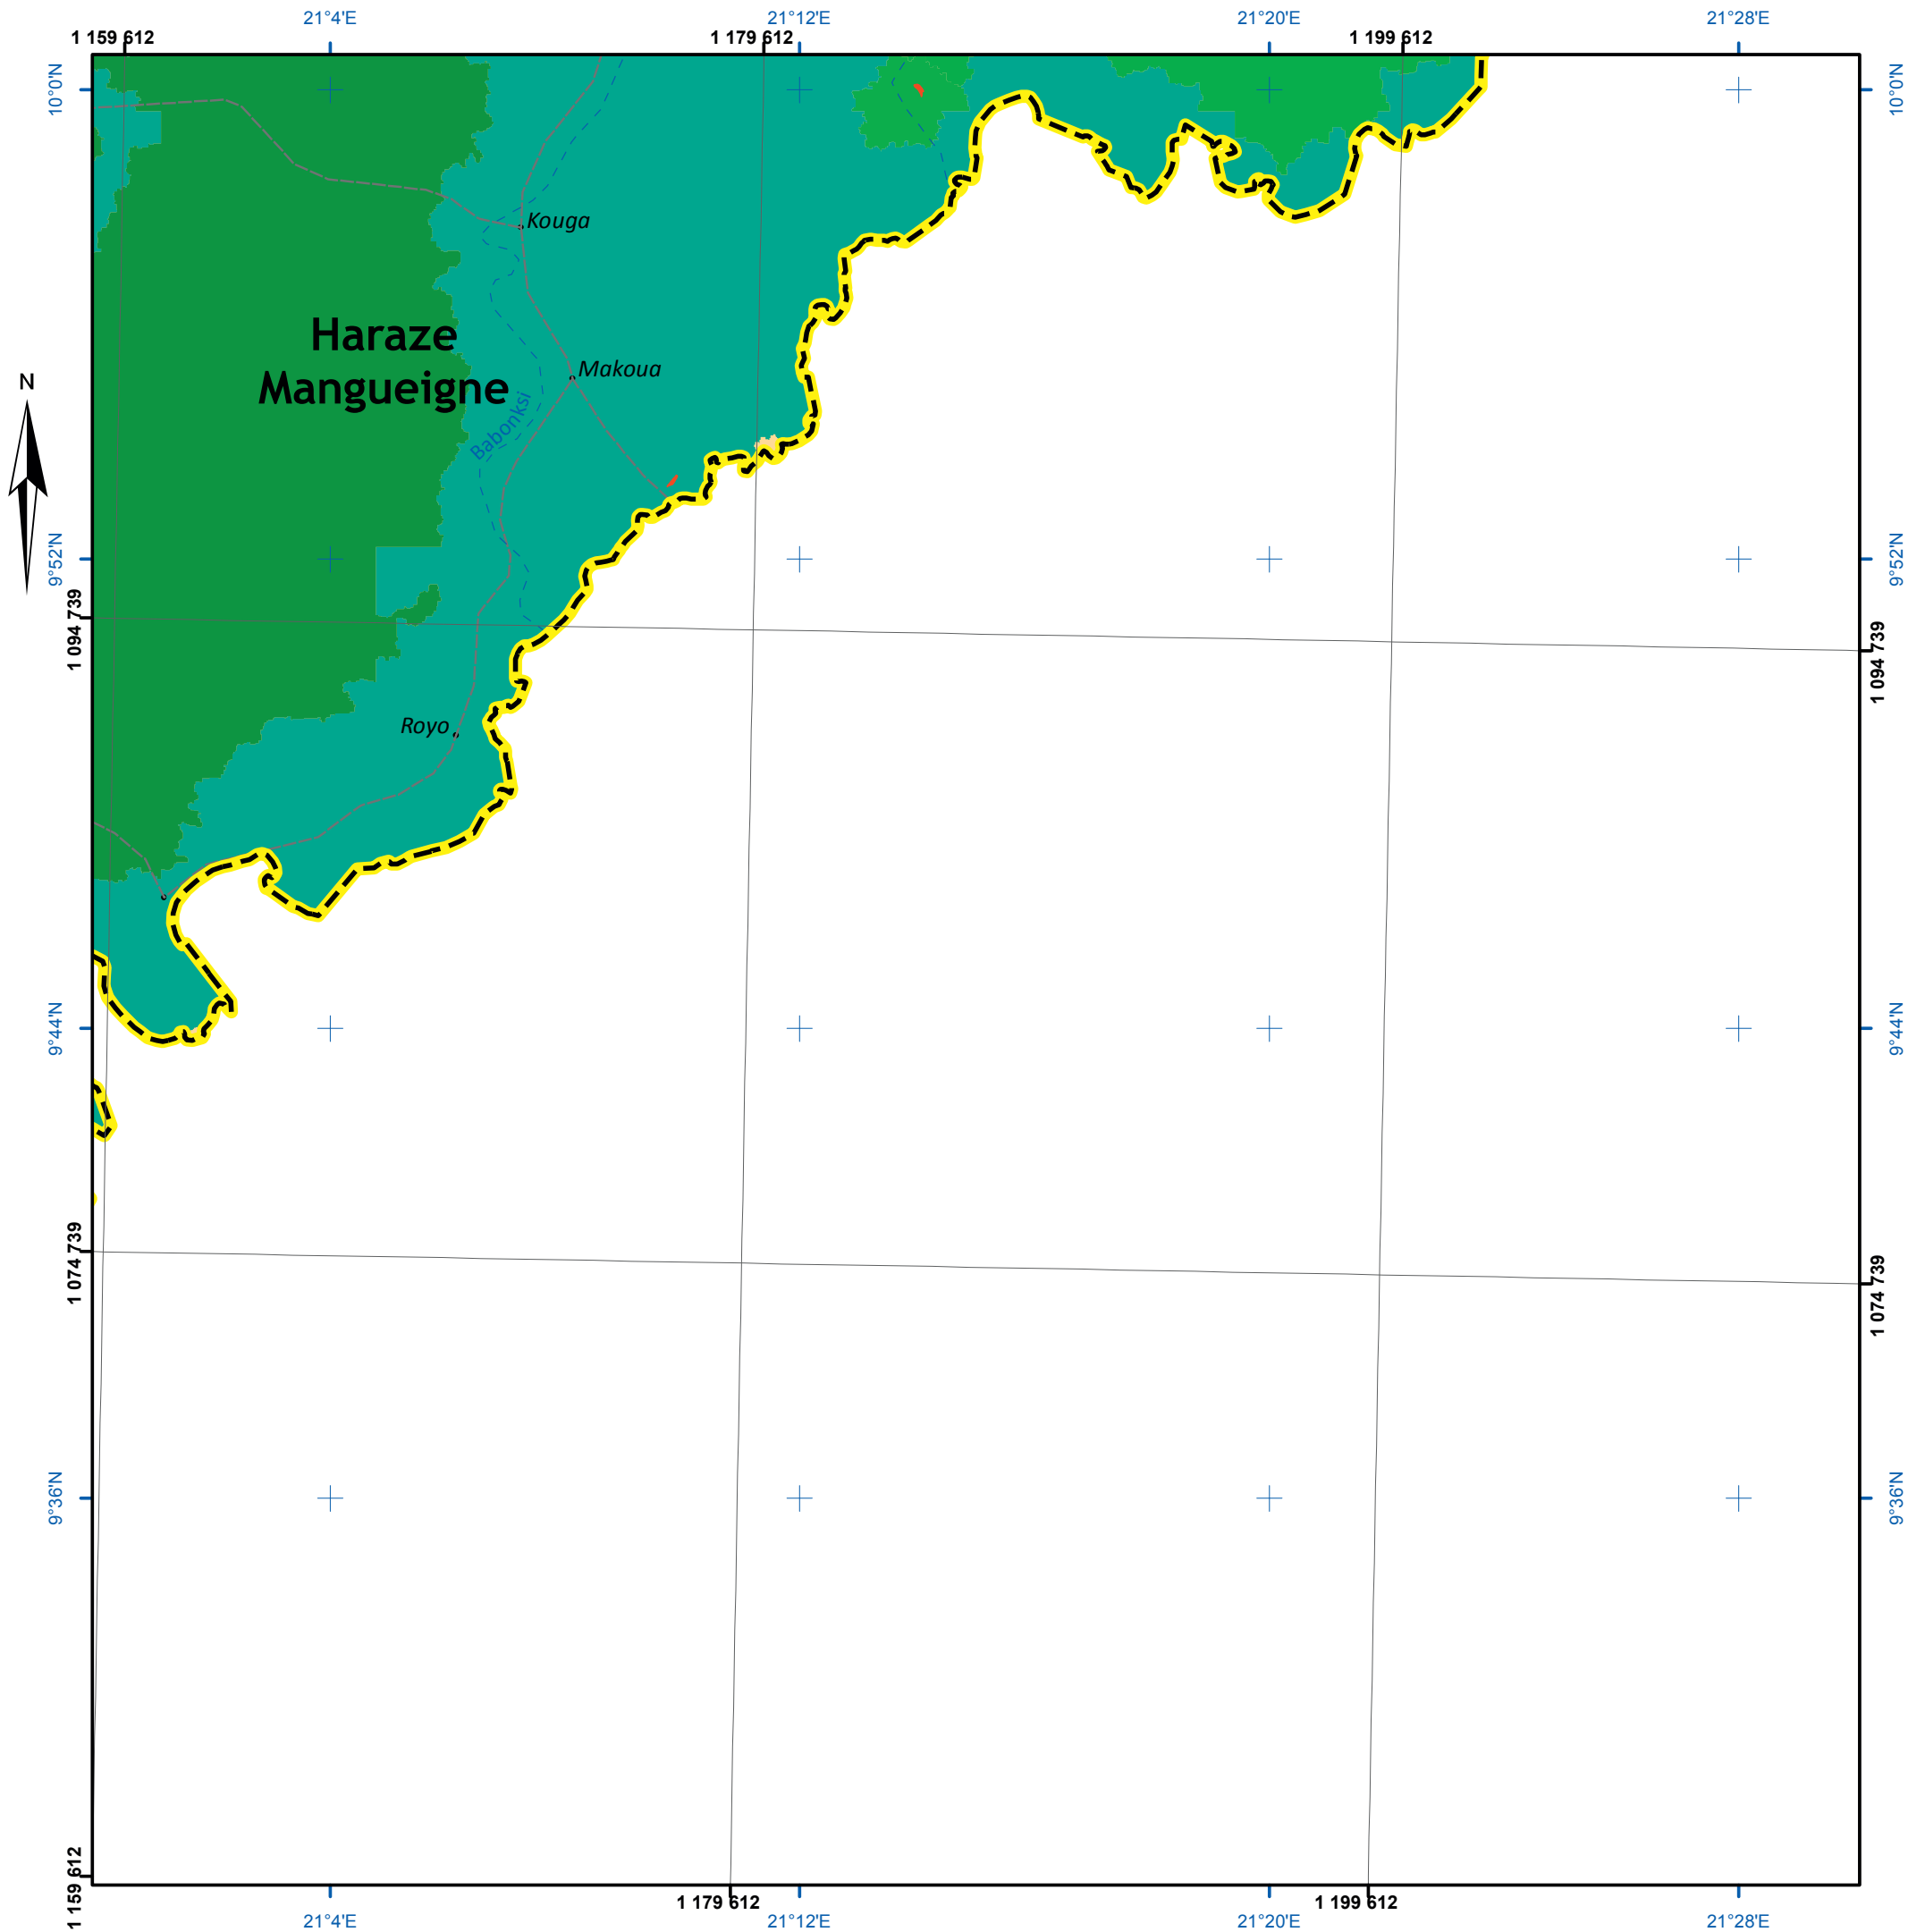 21°4'E 21°12'E 21°20'E 21°28'E
1 159 612 1 179 612 1 199 612
10°0'N 10°0'N
Kouga
Haraze
Mangueigne
Makoua
N
Babonksi
9°52'N 9°52'N
1 094 739 1 094 739
Royo
9°44'N 9°44'N
1 074 739 1 074 739
9°36'N 9°36'N
1 159 612 1 179 612 1 199 612
21°4'E 21°12'E 21°20'E 21°28'E